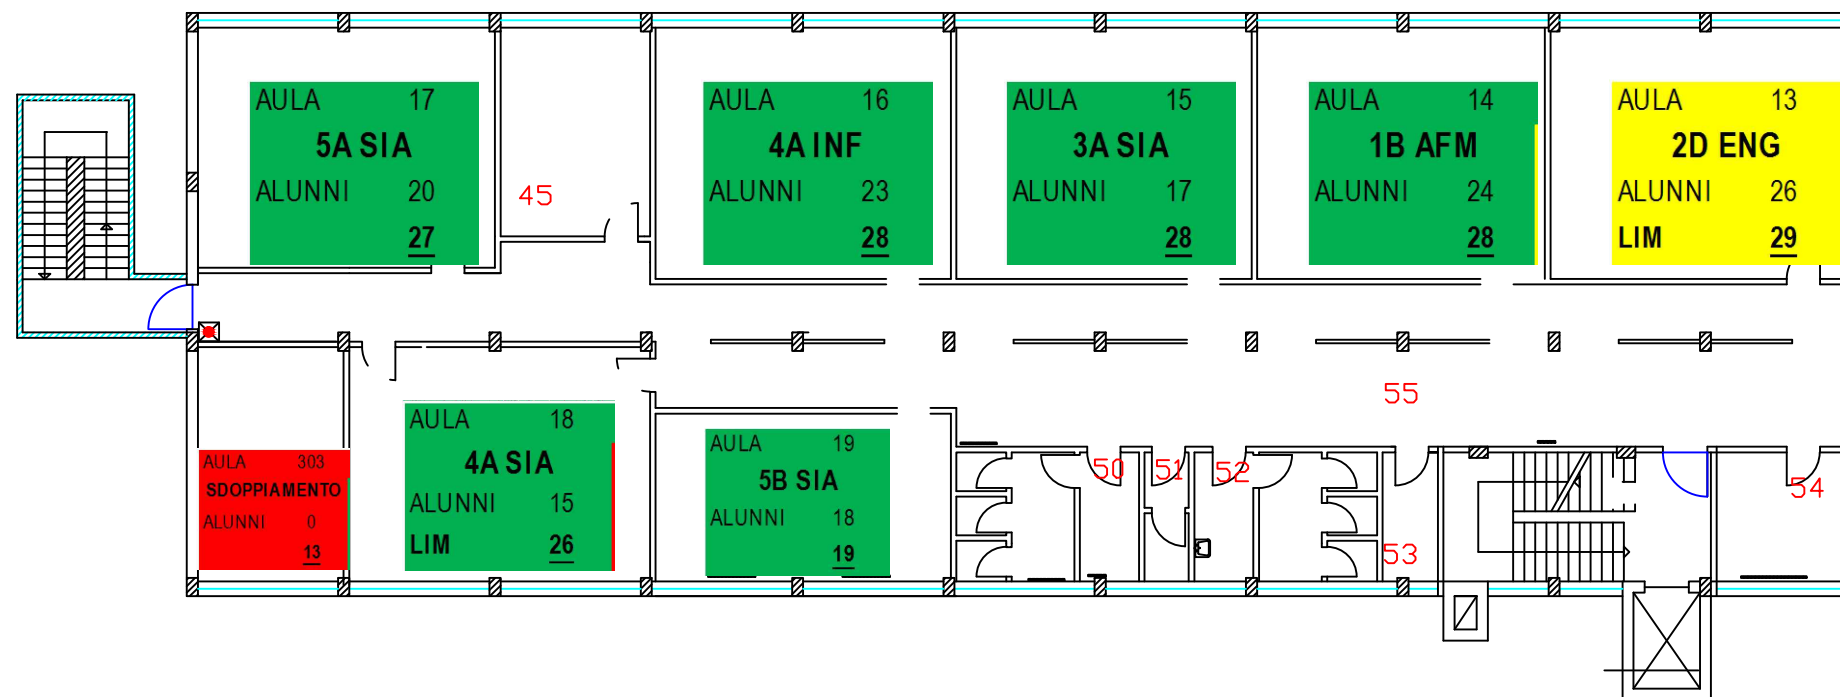 AULA 17
5A SIA
ALUNNI 20
27
45
AULA 16
4A INF
ALUNNI 23
28
AULA 15
3A SIA
ALUNNI 17
28
AULA 14
1B AFM
ALUNNI 24
28
AULA 13
2D ENG
ALUNNI 26
LIM 29
55
AULA 303
SDOPPIAMENTO
ALUNNI 0
13
AULA 18
4A SIA
ALUNNI 15
LIM 26
AULA 19
5B SIA
ALUNNI 18
19
50
51
52
53
54